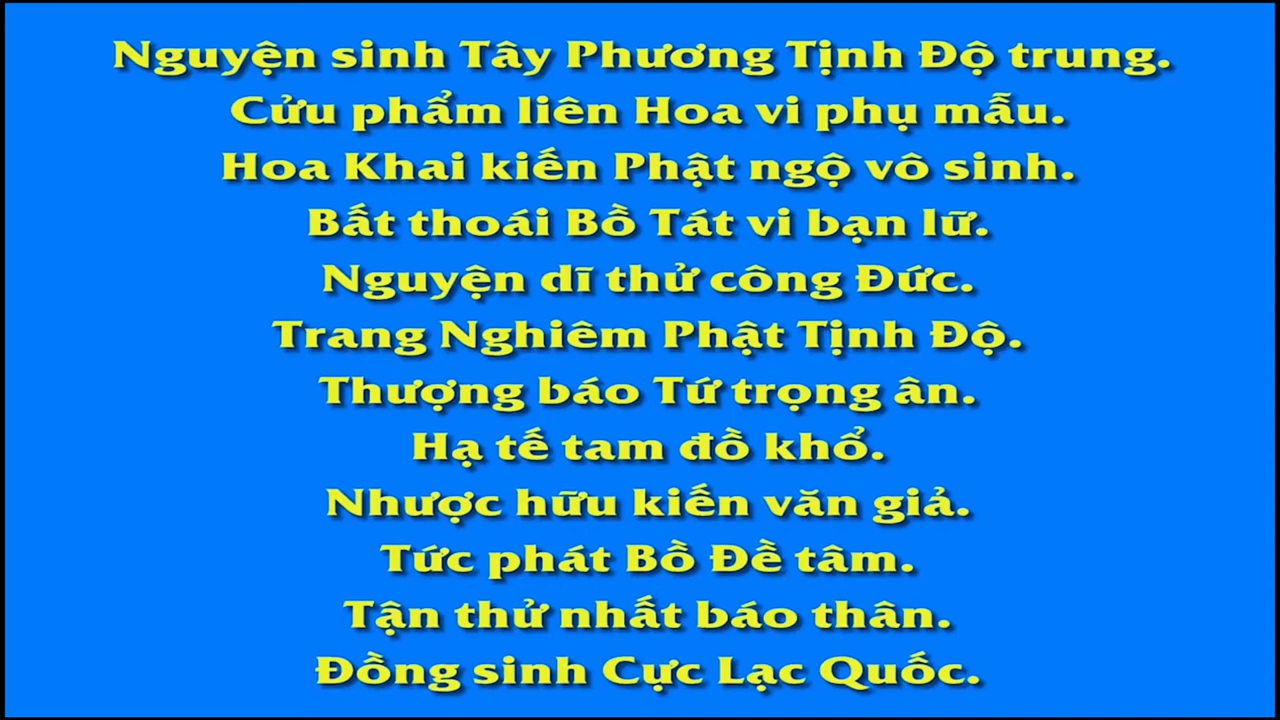 Nguyện sinh Tây Phương Tịnh Độ trung.
Cửu phẩm liên Hoa vi phụ mẫu.
Hoa Khai kiến Phật ngộ vô sinh.
Bất thoái Bồ Tát vi bạn lữ.
Nguyện dĩ thử công Đức.
Trang Nghiêm Phật Tịnh Độ.
Thượng báo Tứ trọng ân.
Hạ tế tam đồ khổ.
Nhược hữu kiến văn giả.
Tức phát Bồ Đề tâm.
Tận thử nhất báo thân.
Đồng sinh Cực Lạc Quốc.